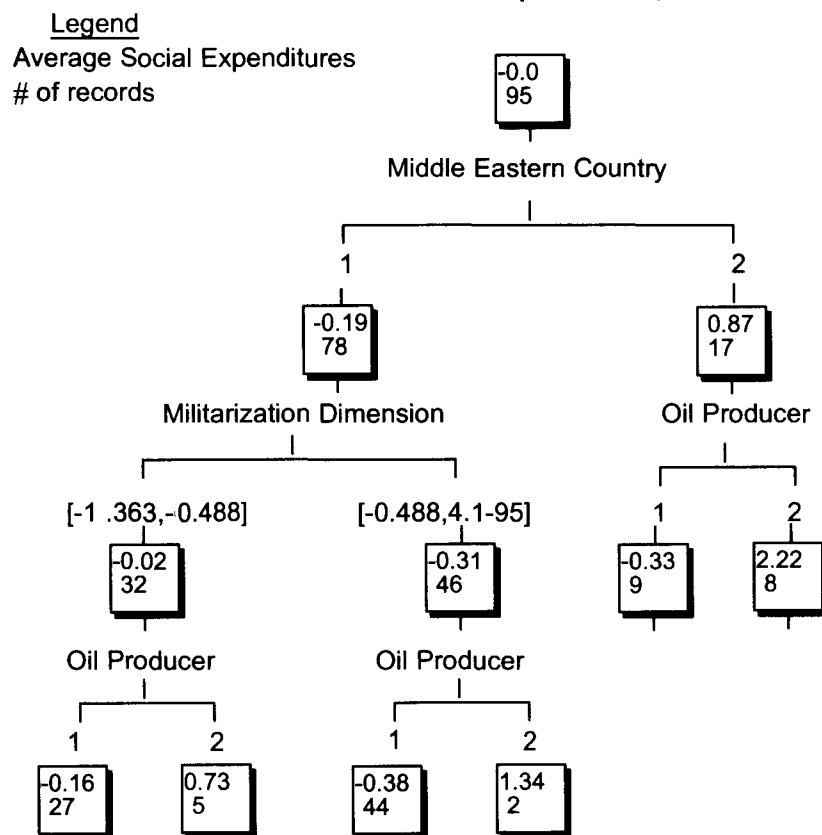 Legend
Average Social Expenditures
# of records
-0.0
95
Middle Eastern Country
1 2
-0.19
78
0.87
17
Militarization Dimension Oil Producer
[-1 .363,-0.488] [-0.488,4.1-95] 1 2
-0.02
32
-0.31
46
-0.33
9
2.22
8
Oil Producer Oil Producer
1 2 1 2
-0.16
27
0.73
5
-0.38
44
1.34
2